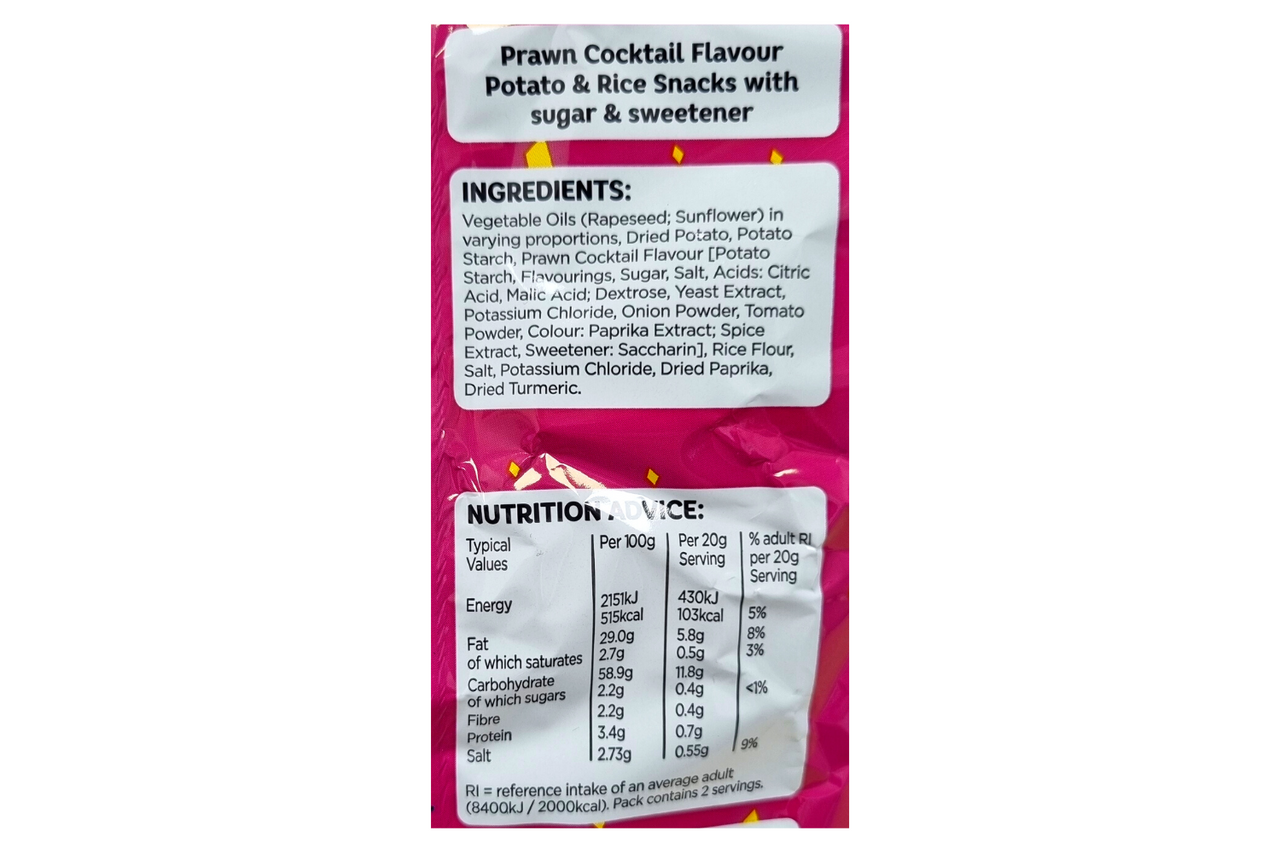 Prawn Cocktail Flavour
Potato & Rice Snacks with
sugar & sweetener
INGREDIENTS:
Vegetable Oils (Rapeseed; Sunflower) in
varying proportions, Dried Potato, Potato
Starch, Prawn Cocktail Flavour [Potato
Starch, Flavourings, Sugar, Salt, Acids: Citric
Acid, Malic Acid; Dextrose, Yeast Extract,
Potassium Chloride, Onion Powder, Tomato
Powder, Colour: Paprika Extract; Spice
Extract, Sweetener: Saccharin], Rice Flour,
Salt, Potassium Chloride, Dried Paprika,
Dried Turmeric.
NUTRITION ADVICE:
Typical Values Per 100g Per 20g Serving % adult RI per 20g Serving
Energy 2151kJ 430kJ
515kcal 103kcal 5%
Fat 29.0g 5.8g 8%
of which saturates 2.7g 0.5g 3%
Carbohydrate 58.9g 11.8g
of which sugars 2.2g 0.4g <1%
Fibre 2.2g 0.4g
Protein 3.4g 0.7g
Salt 2.73g 0.55g 9%
RI = reference intake of an average adult
(8400kJ / 2000kcal). Pack contains 2 servings.